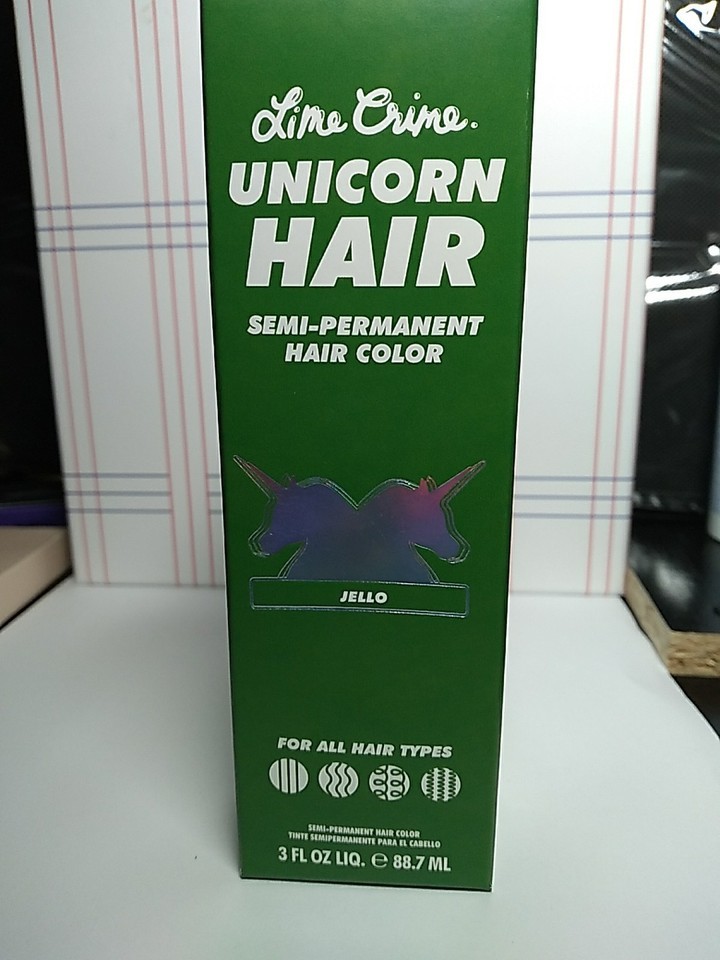 Lime Crime.
UNICORN
HAIR
SEMI-PERMANENT
HAIR COLOR
JELLO
FOR ALL HAIR TYPES
SEMI-PERMANENT HAIR COLOR
TINTE SEMIPERMANENTE PARA EL CABELLO
3 FL OZ LIQ. ℮ 88.7 ML